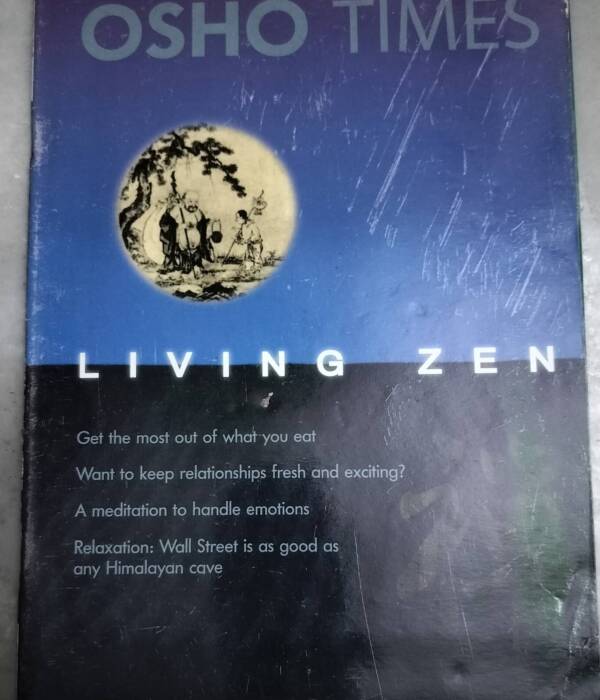 OSHO TIMES
LIVING ZEN
Get the most out of what you eat
Want to keep relationships fresh and exciting?
A meditation to handle emotions
Relaxation: Wall Street is as good as
any Himalayan cave